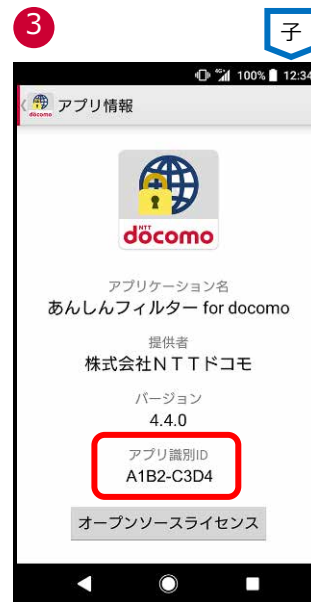 3
子
4G 100% 12:34
docomo
アプリ情報
NTT
docomo
アプリケーション名
あんしんフィルター for docomo
提供者
株式会社NTTドコモ
バージョン
4.4.0
アプリ識別ID
A1B2-C3D4
オープンソースライセンス